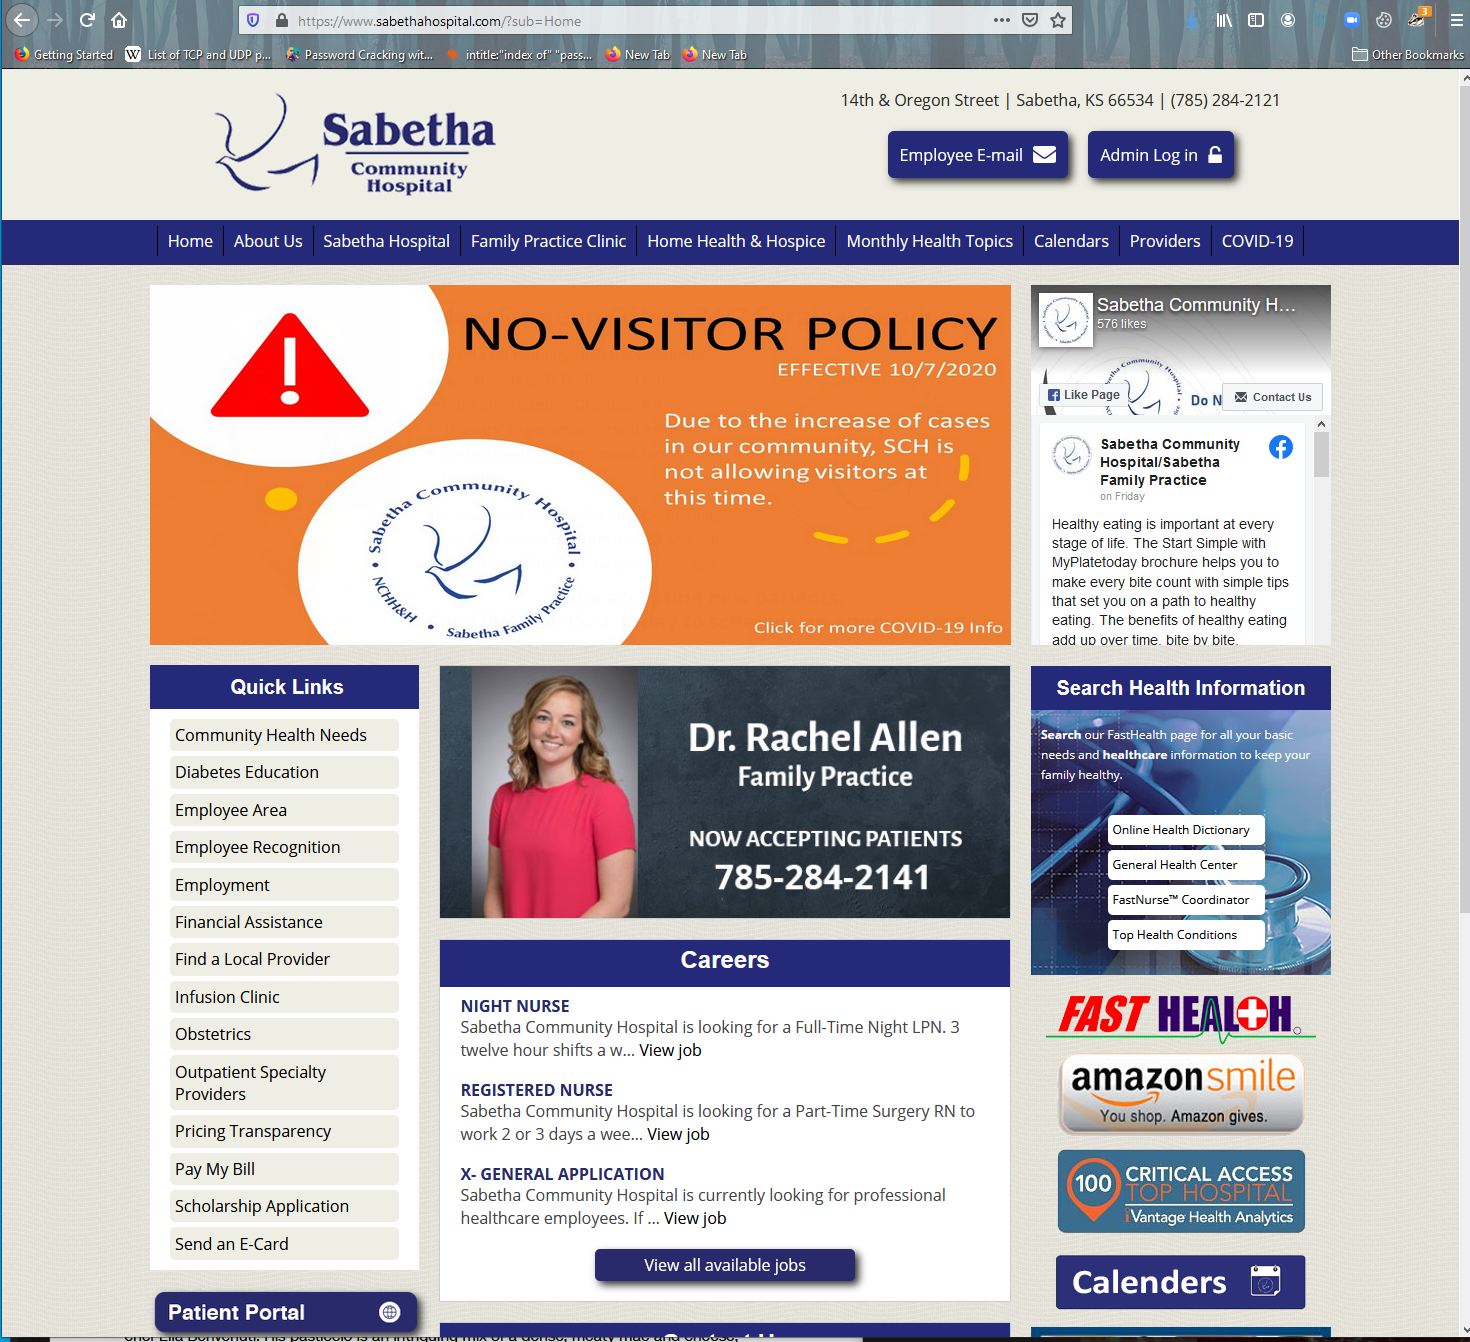 https://www.sabethahospital.com/?sub=Home
3
Getting Started
List of TCP and UDP p...
Password Cracking wit...
intitle:"index of" "pass...
New Tab
New Tab
Other Bookmarks
Sabetha
Community
Hospital
14th & Oregon Street | Sabetha, KS 66534 | (785) 284-2121
Employee E-mail
Admin Log in
Home
About Us
Sabetha Hospital
Family Practice Clinic
Home Health & Hospice
Monthly Health Topics
Calendars
Providers
COVID-19
NO-VISITOR POLICY
EFFECTIVE 10/7/2020
Due to the increase of cases
in our community, SCH is
not allowing visitors at
this time.
Sabetha Community Hospital
NCHH&H • Sabetha Family Practice •
Click for more COVID-19 Info
Sabetha Community H...
576 likes
Like Page
Do N
Contact Us
Sabetha Community
Hospital/Sabetha
Family Practice
on Friday
Healthy eating is important at every
stage of life. The Start Simple with
MyPlatetoday brochure helps you to
make every bite count with simple tips
that set you on a path to healthy
eating. The benefits of healthy eating
add up over time, bite by bite.
Quick Links
Community Health Needs
Diabetes Education
Employee Area
Employee Recognition
Employment
Financial Assistance
Find a Local Provider
Infusion Clinic
Obstetrics
Outpatient Specialty
Providers
Pricing Transparency
Pay My Bill
Scholarship Application
Send an E-Card
Patient Portal
Dr. Rachel Allen
Family Practice
NOW ACCEPTING PATIENTS
785-284-2141
Careers
NIGHT NURSE
Sabetha Community Hospital is looking for a Full-Time Night LPN. 3
twelve hour shifts a w... View job
REGISTERED NURSE
Sabetha Community Hospital is looking for a Part-Time Surgery RN to
work 2 or 3 days a wee... View job
X- GENERAL APPLICATION
Sabetha Community Hospital is currently looking for professional
healthcare employees. If ... View job
View all available jobs
Search Health Information
Search our FastHealth page for all your basic
needs and healthcare information to keep your
family healthy.
Online Health Dictionary
General Health Center
FastNurse™ Coordinator
Top Health Conditions
FAST HEALTH
amazonsmile
You shop. Amazon gives.
100
CRITICAL ACCESS
TOP HOSPITAL
iVantage Health Analytics
Calenders